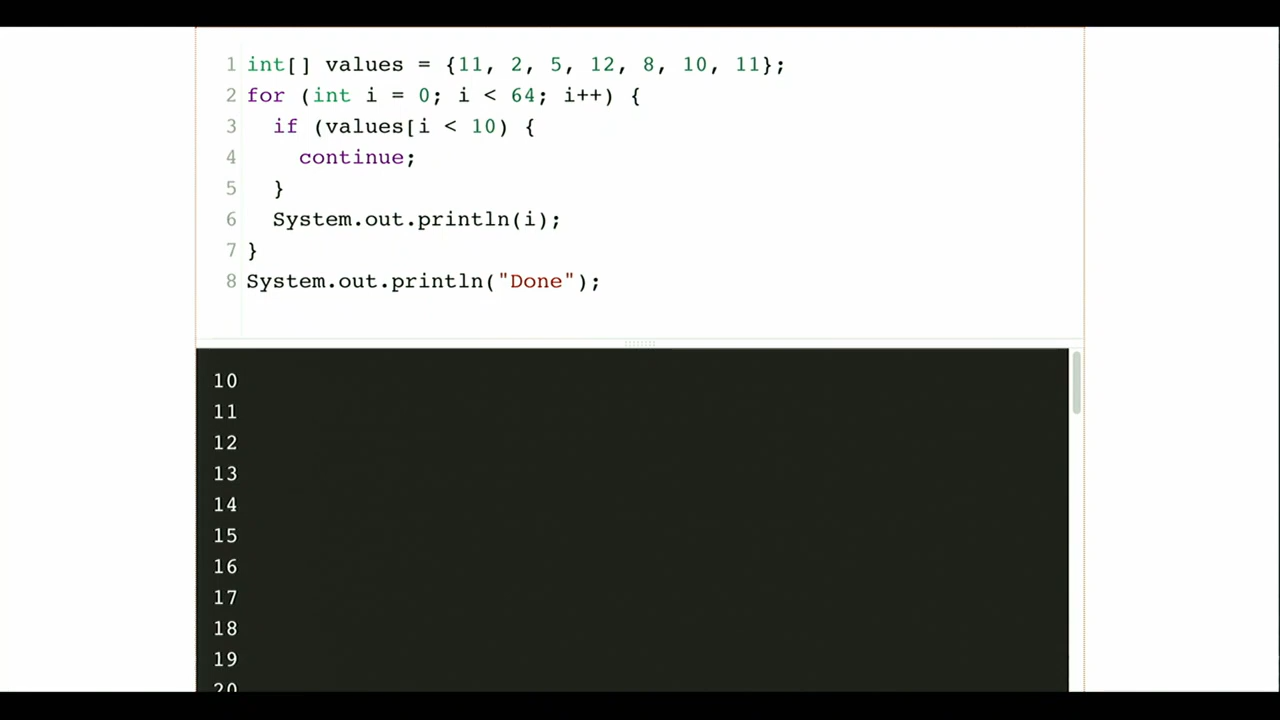 1 int[] values = {11, 2, 5, 12, 8, 10, 11};
2 for (int i = 0; i < 64; i++) {
3   if (values[i < 10) {
4     continue;
5   }
6   System.out.println(i);
7 }
8 System.out.println("Done");
10
11
12
13
14
15
16
17
18
19
20